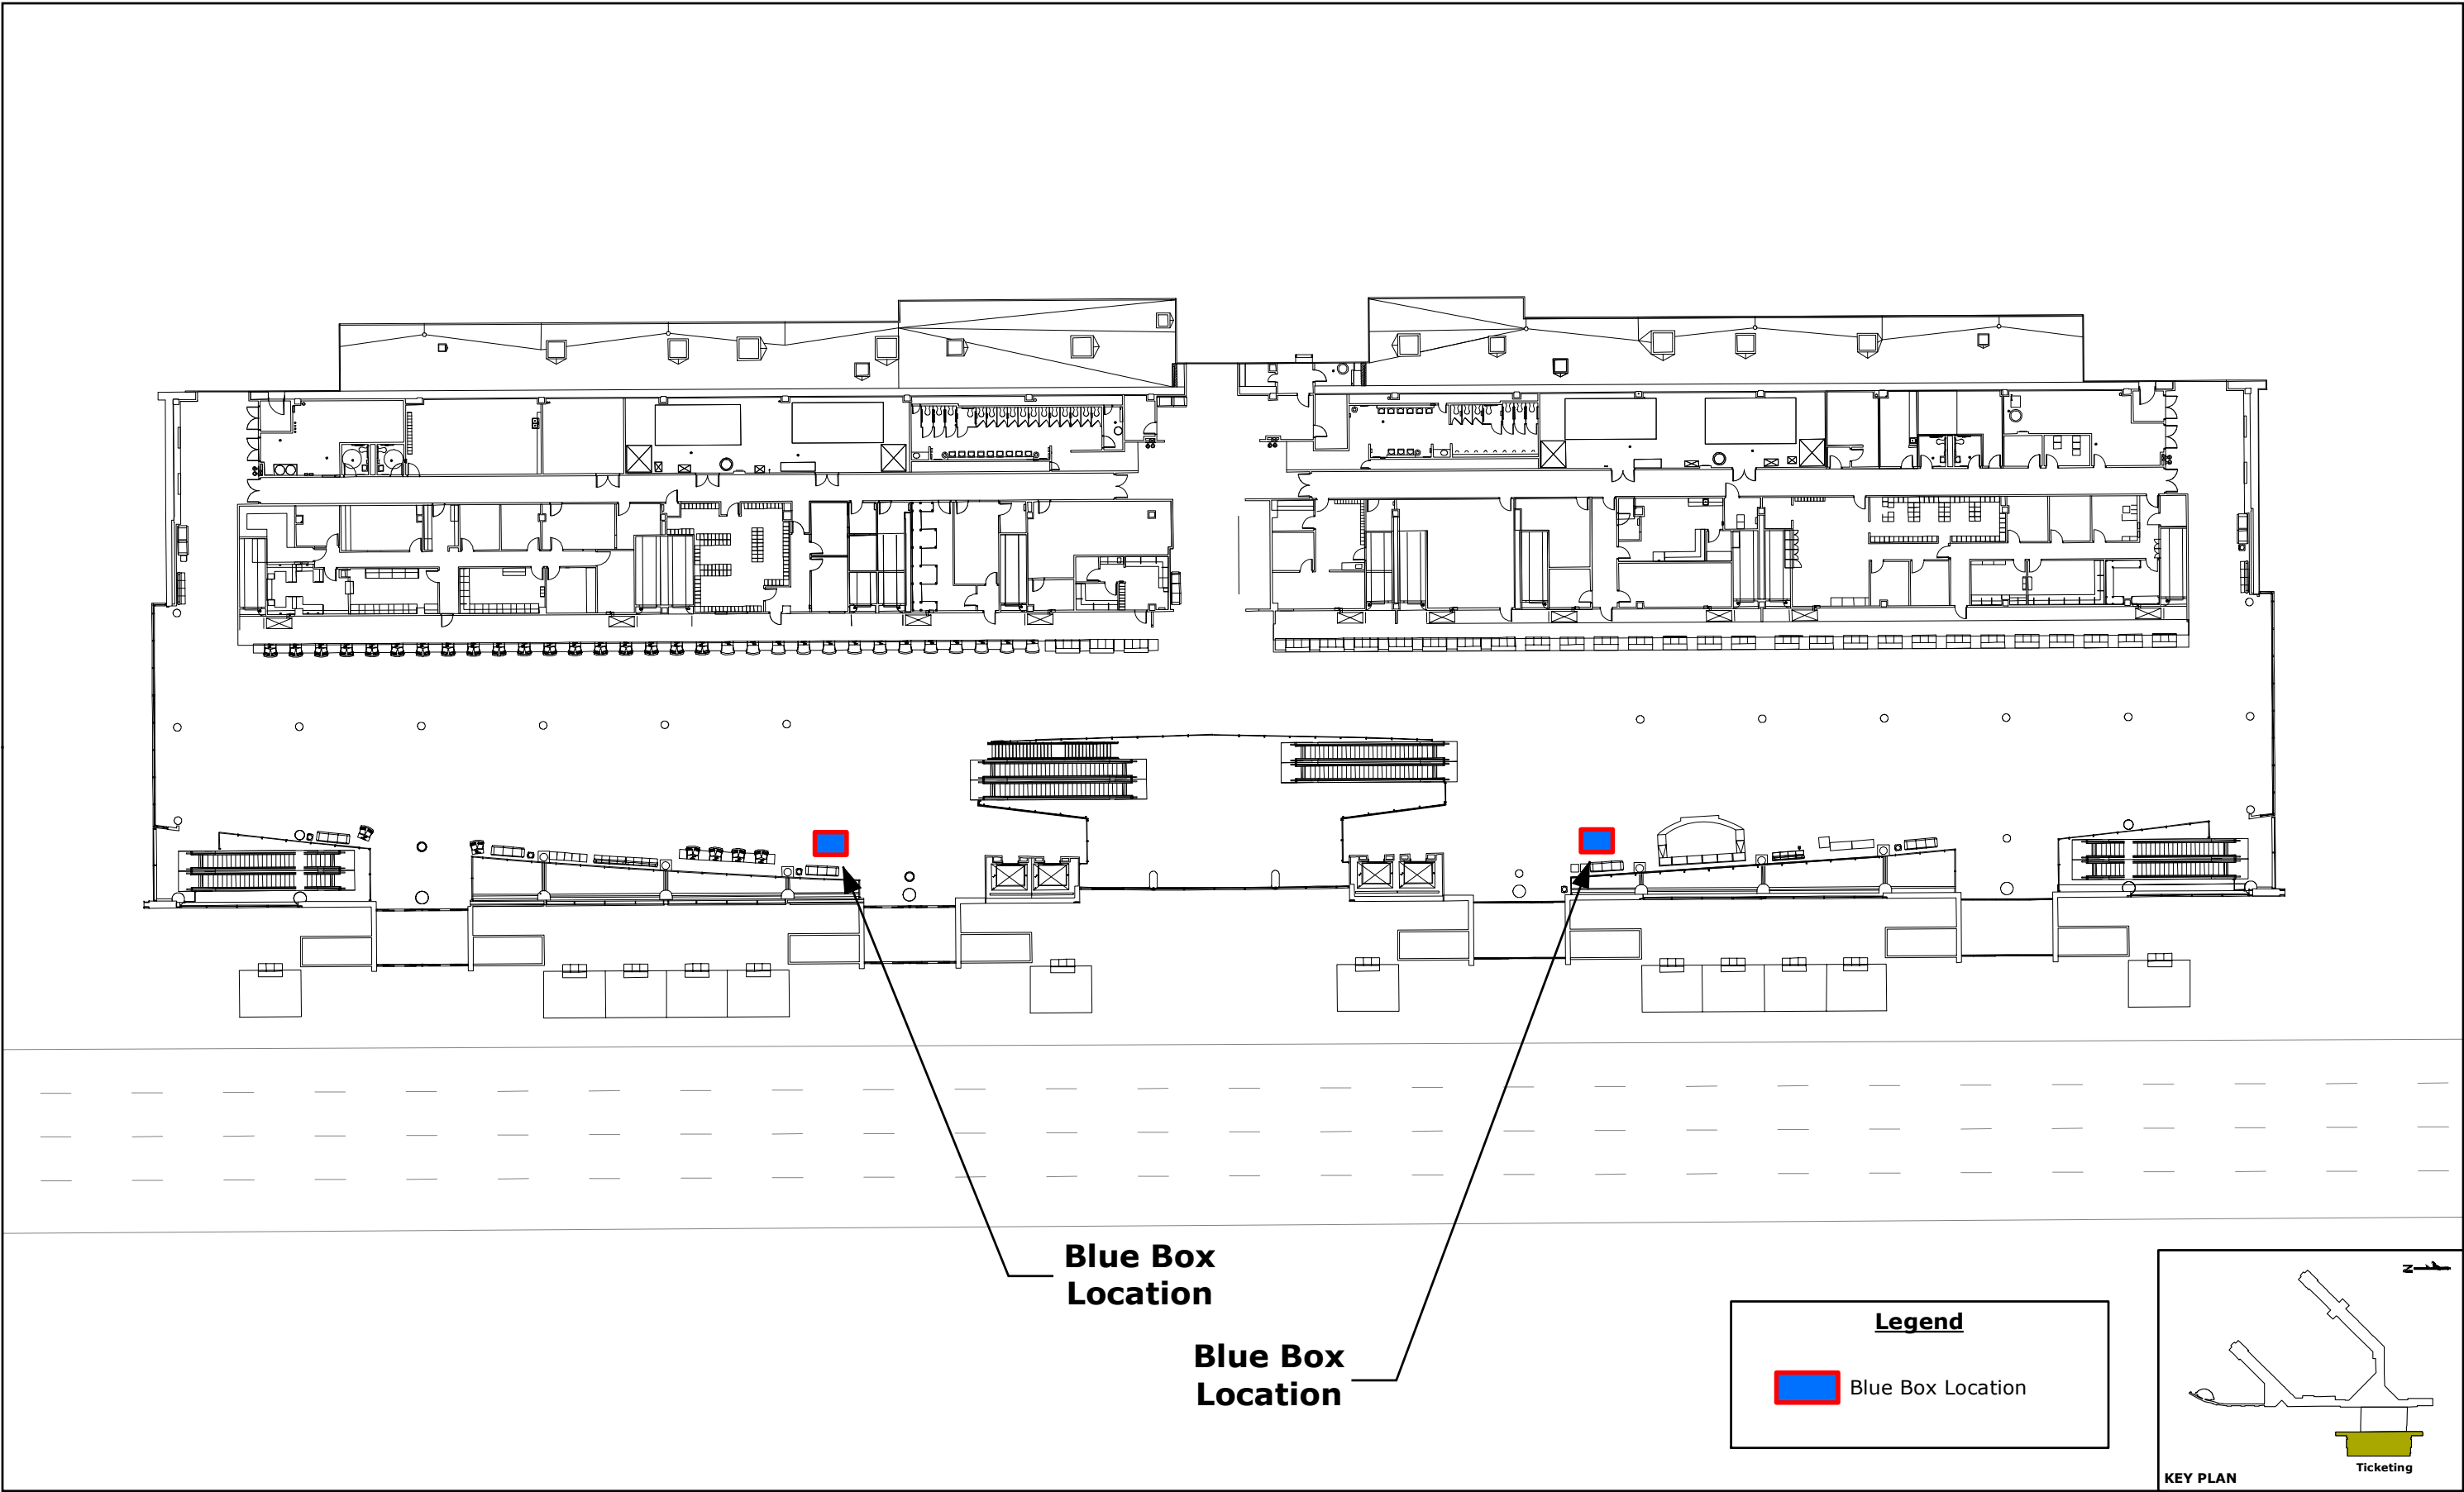 Blue Box
Location
Blue Box
Location
Legend
Blue Box Location
N
Ticketing
KEY PLAN